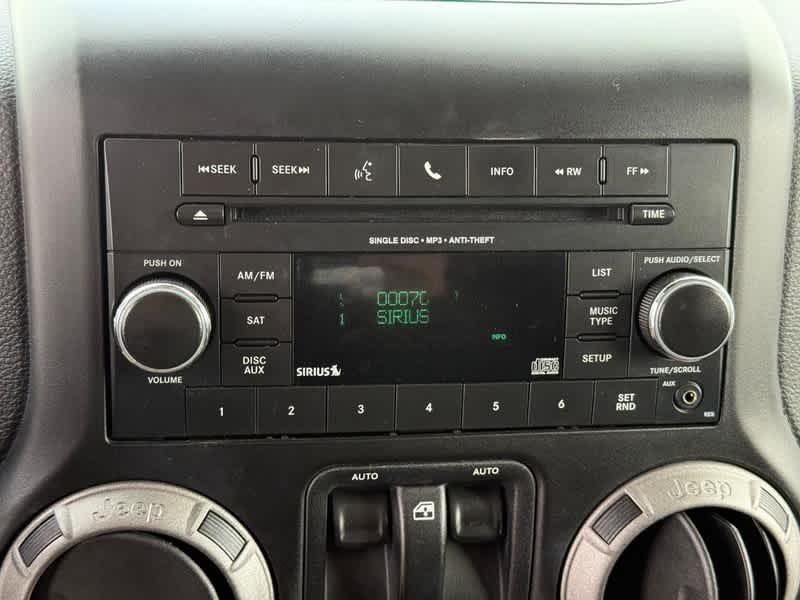 SEEK SEEK INFO RW FF
TIME
SINGLE DISC • MP3 • ANTI-THEFT
PUSH ON
PUSH AUDIO/SELECT
AM/FM
LIST
SAT
MUSIC
TYPE
DISC
AUX
SETUP
00070
1 SIRIUS
INFO
SIRIUS
VOLUME
TUNE/SCROLL
1 2 3 4 5 6
SET
RND
AUX
RES
AUTO AUTO
Jeep Jeep